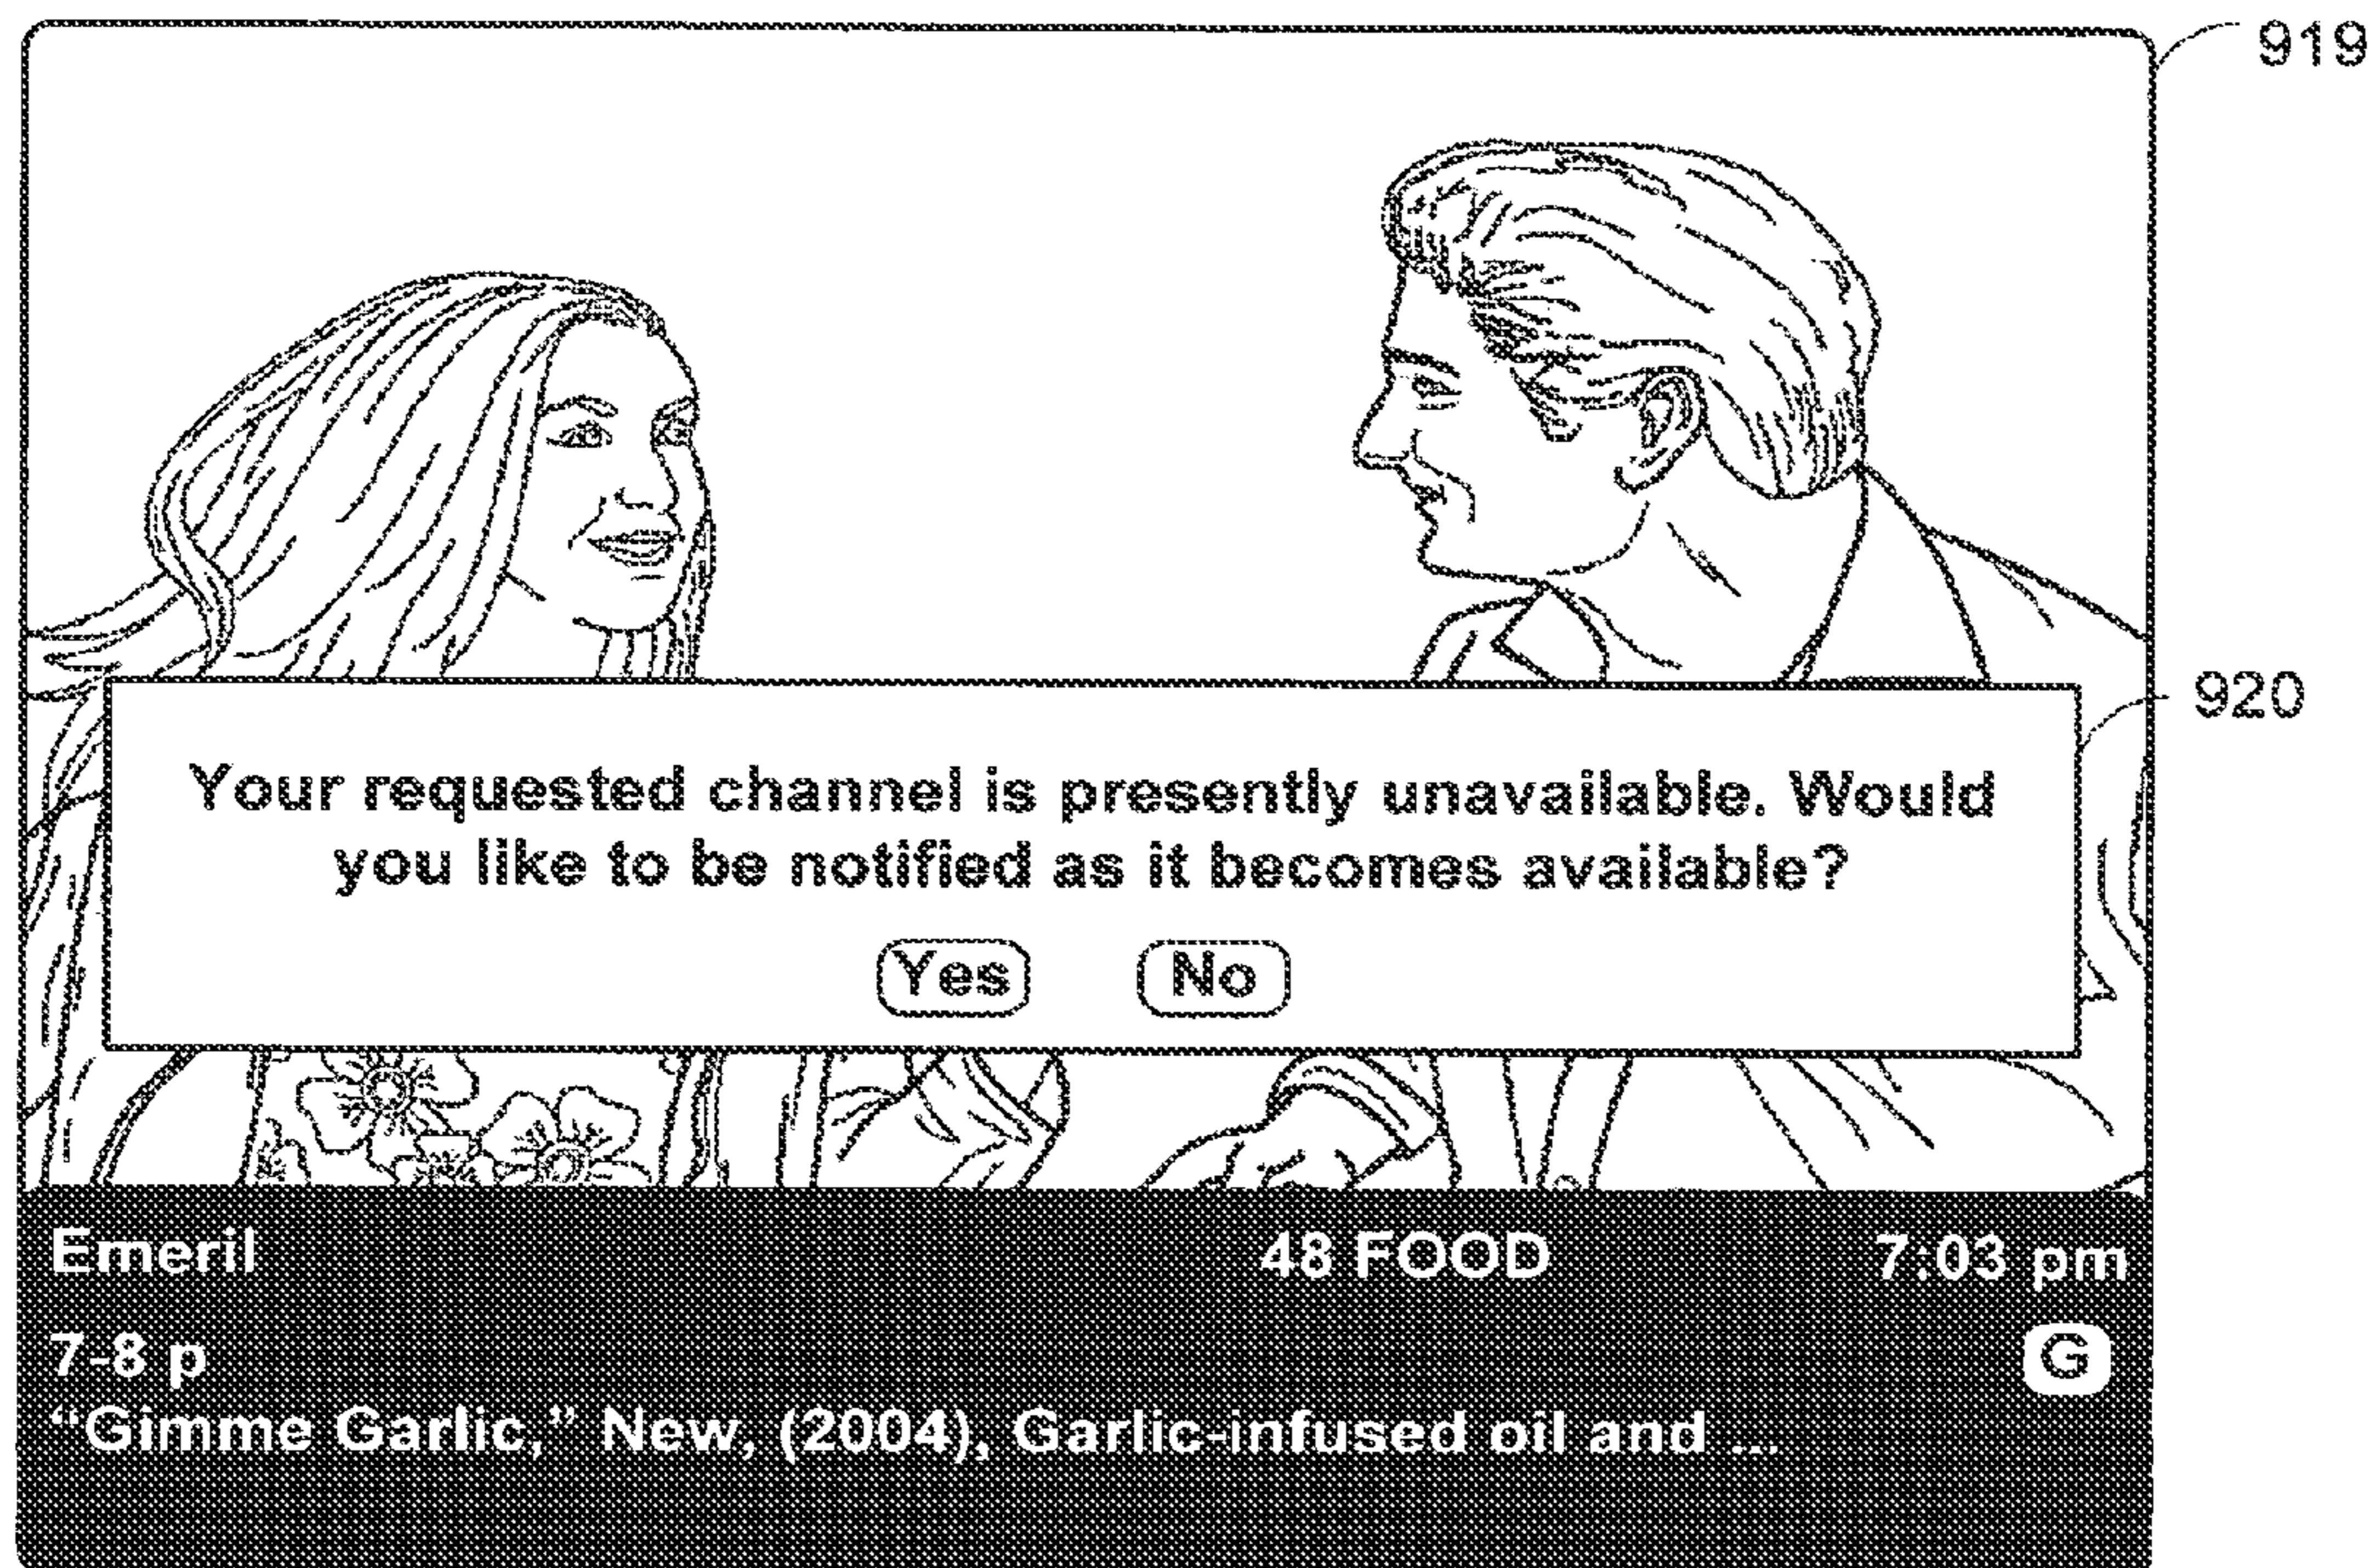 919
920
Your requested channel is presently unavailable. Would
you like to be notified as it becomes available?
Yes No
Emeril 48 FOOD 7:03 pm
7-8 p G
“Gimme Garlic,” New, (2004), Garlic-infused oil and ...